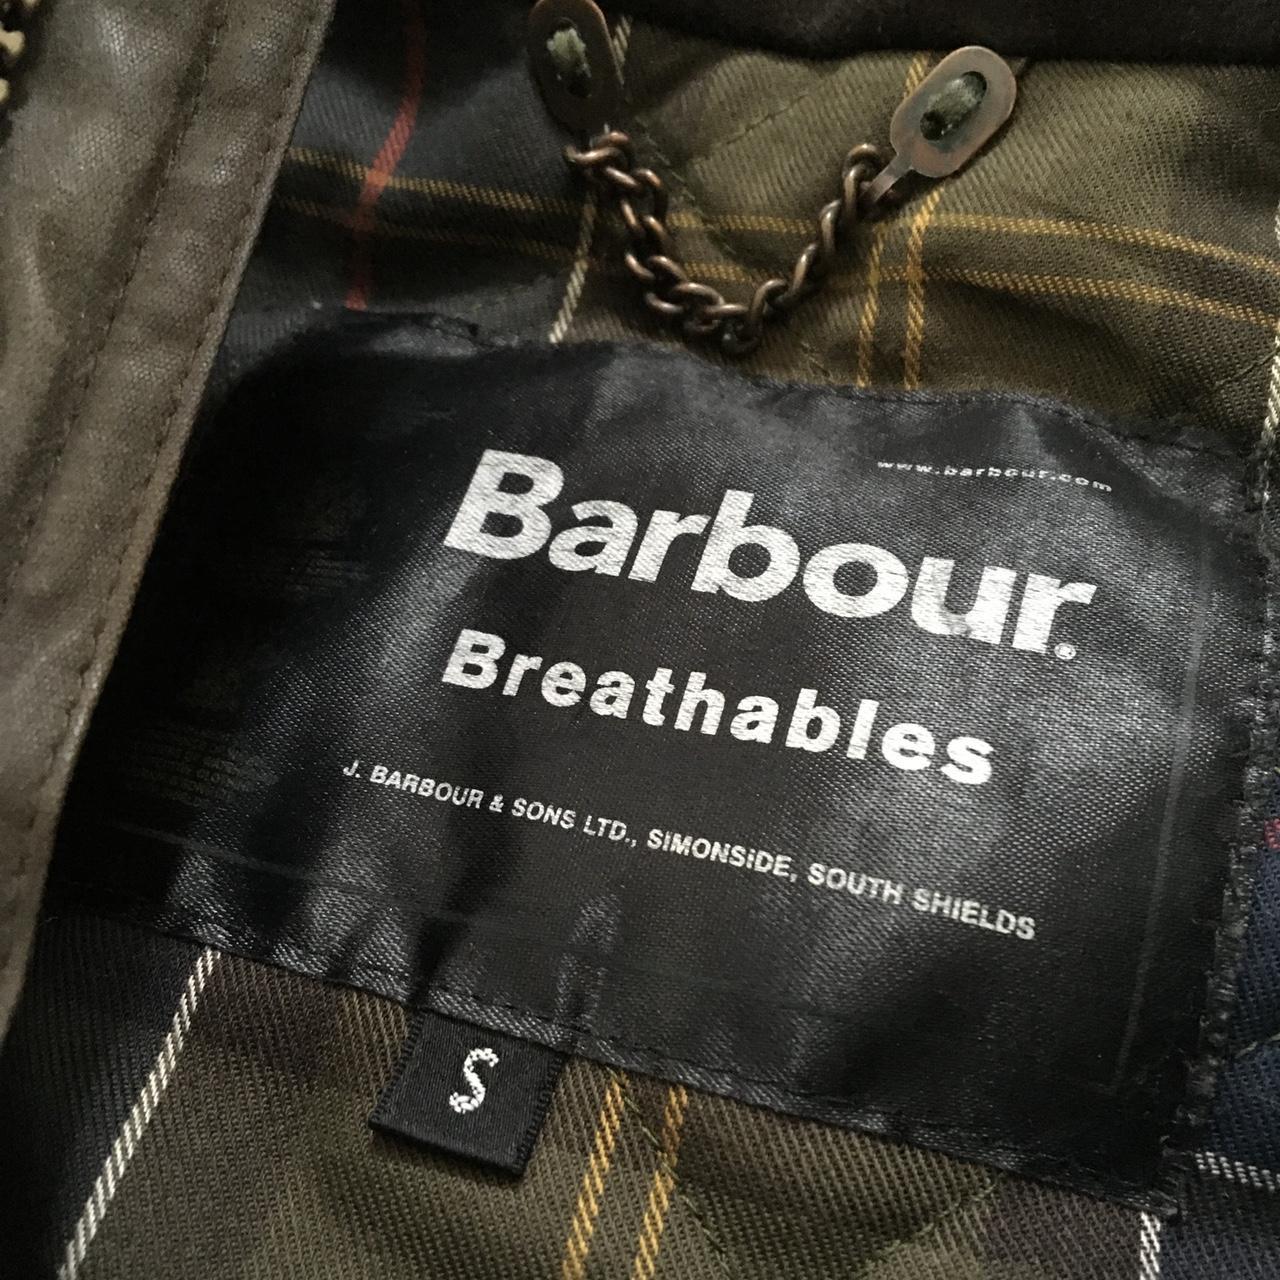 www.barbour.com
Barbour.
Breathables
J. BARBOUR & SONS LTD., SIMONSIDE, SOUTH SHIELDS
S